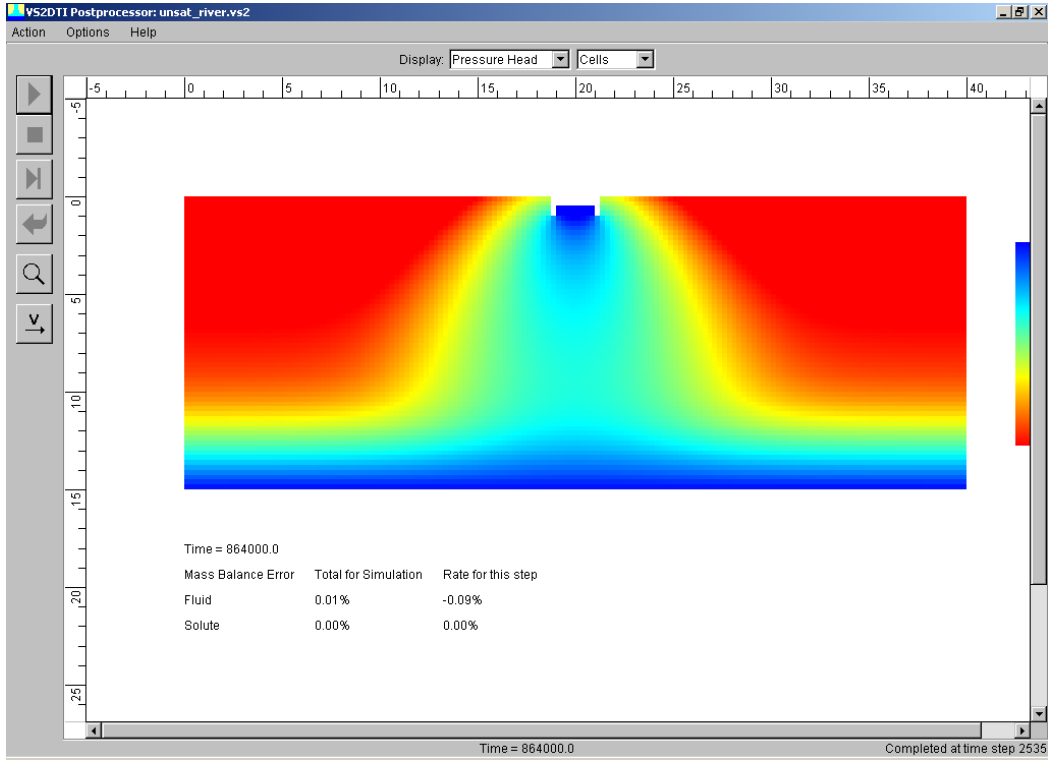 VS2DTI Postprocessor: unsat_river.vs2
Action Options Help
Display: Pressure Head Cells
-5 0 5 10 15 20 25 30 35 40
-5
0
5
10
15
20
25
V
Time = 864000.0
Mass Balance Error Total for Simulation Rate for this step
Fluid 0.01% -0.09%
Solute 0.00% 0.00%
Time = 864000.0 Completed at time step 2535